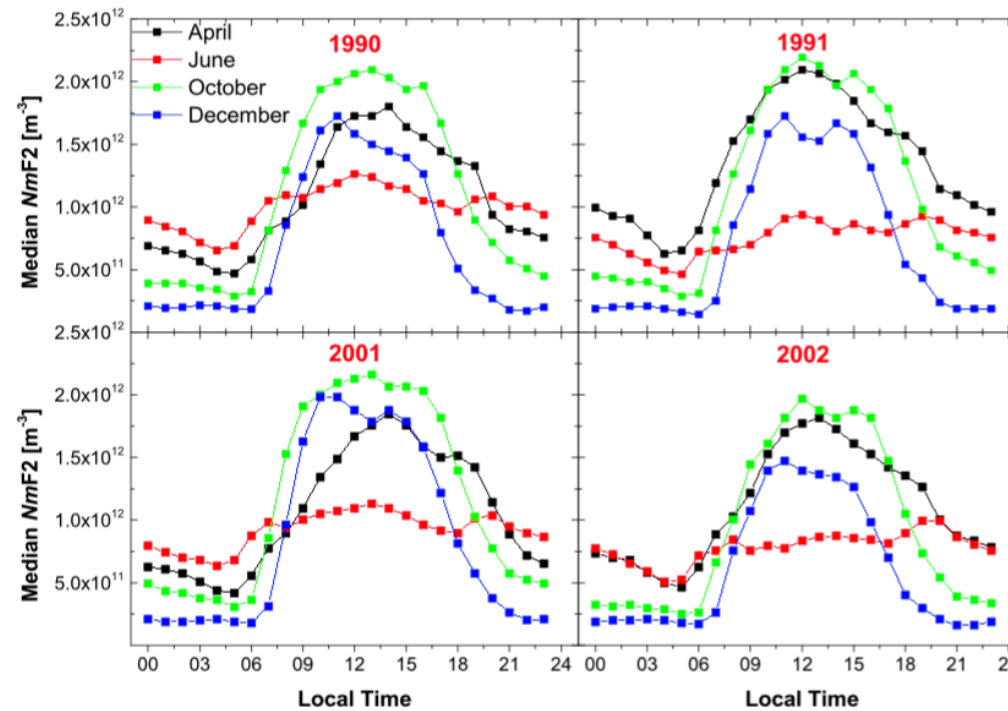 2.5x10¹²
2.0x10¹²
1.5x10¹²
1.0x10¹²
5.0x10¹¹
Median NmF2 [m⁻³]
April
June
October
December
1990
1991
2.5x10¹²
2.0x10¹²
1.5x10¹²
1.0x10¹²
5.0x10¹¹
Median NmF2 [m⁻³]
2001
2002
00 03 06 09 12 15 18 21 24
00 03 06 09 12 15 18 21 2
Local Time
Local Time